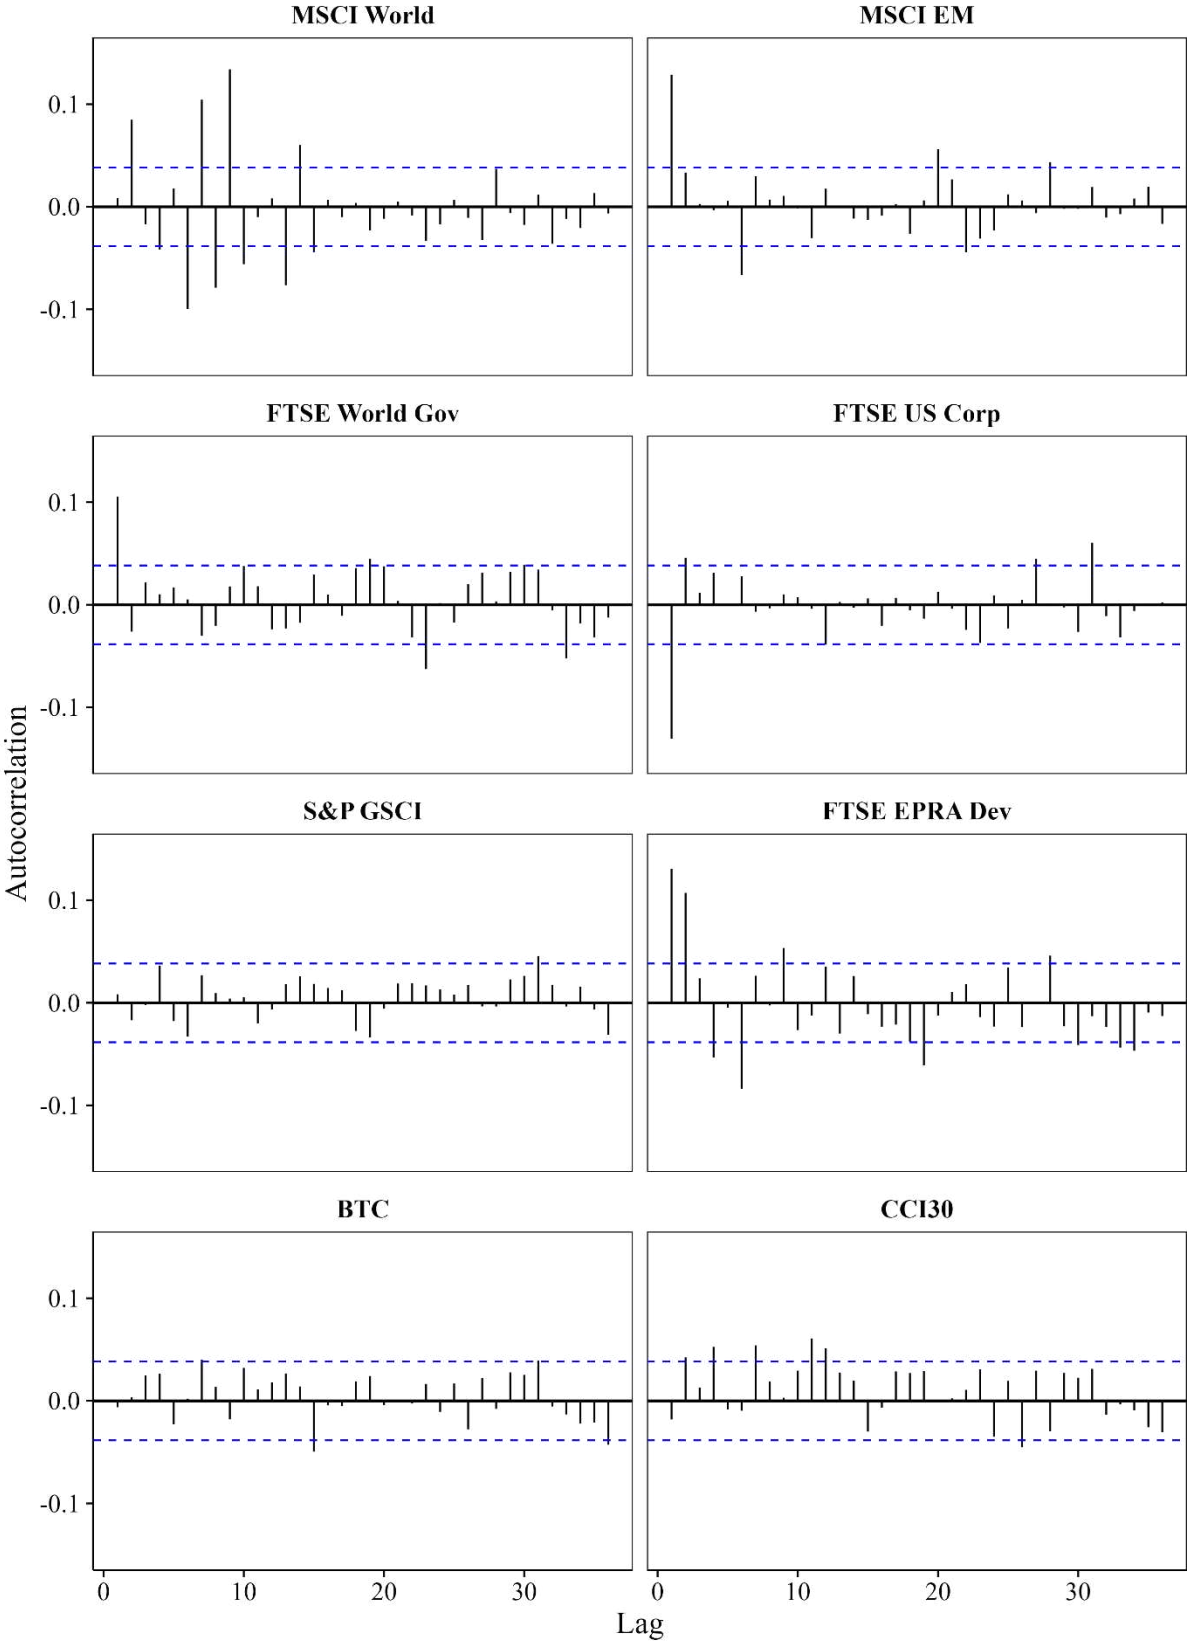 MSCI World
MSCI EM
0.1
0.0
-0.1
FTSE World Gov
FTSE US Corp
0.1
0.0
-0.1
S&P GSCI
FTSE EPRA Dev
0.1
0.0
-0.1
BTC
CCI30
0.1
0.0
-0.1
0 10 20 30
0 10 20 30
Autocorrelation
Lag